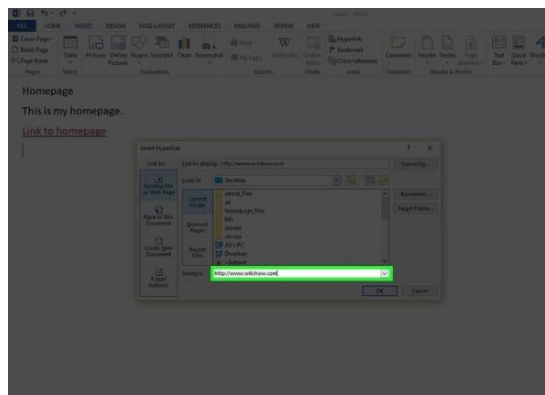 FILE HOME INSERT DESIGN PAGE LAYOUT REFERENCES MAILINGS REVIEW VIEW
Cover Page
Blank Page
Page Break
Table
Pictures
Online Pictures
Shapes
SmartArt
Chart
Screenshot
Store
My Apps
Wikipedia
Online Video
Hyperlink
Bookmark
Cross-reference
Comment
Header
Footer
Page Number
Text Box
Quick Parts
Pages Tables Illustrations Add-ins Media Links Comments Header & Footer
Homepage
This is my homepage.
Link to homepage
Insert Hyperlink
Link to:
Text to display: http://www.wikihow.com
ScreenTip...
Existing File or Web Page
Look in: Desktop
Current Folder
about_files
homepage_files
stories
stories
Bookmark...
Target Frame...
Place in This Document
Browsed Pages
Create New Document
Recent Files
Dropbox
E-mail Address
Address: http://www.wikihow.com
OK Cancel